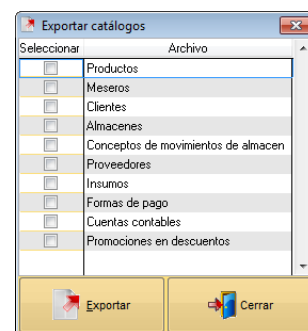 Exportar catálogos
Seleccionar Archivo
Productos
Meseros
Clientes
Almacenes
Conceptos de movimientos de almacen
Proveedores
Insumos
Formas de pago
Cuentas contables
Promociones en descuentos
Exportar Cerrar